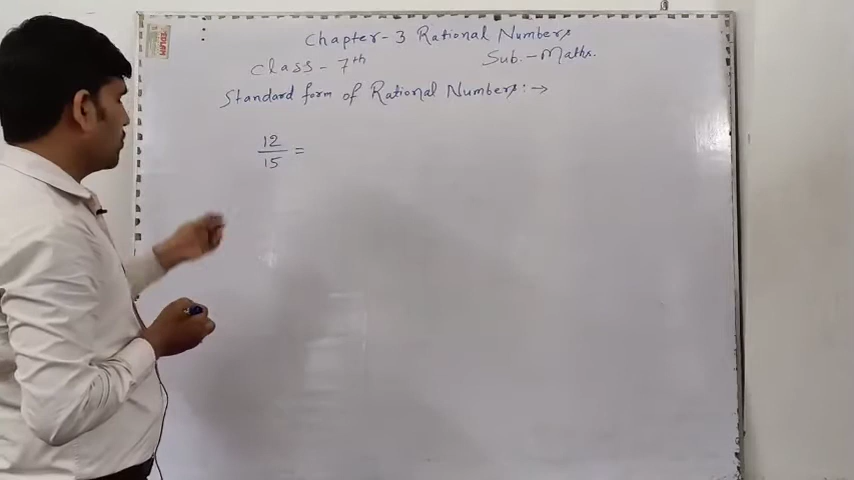 Chapter-3 Rational Numbers
Class-7th Sub.-Maths.
Standard form of Rational Numbers:→
12
15 =